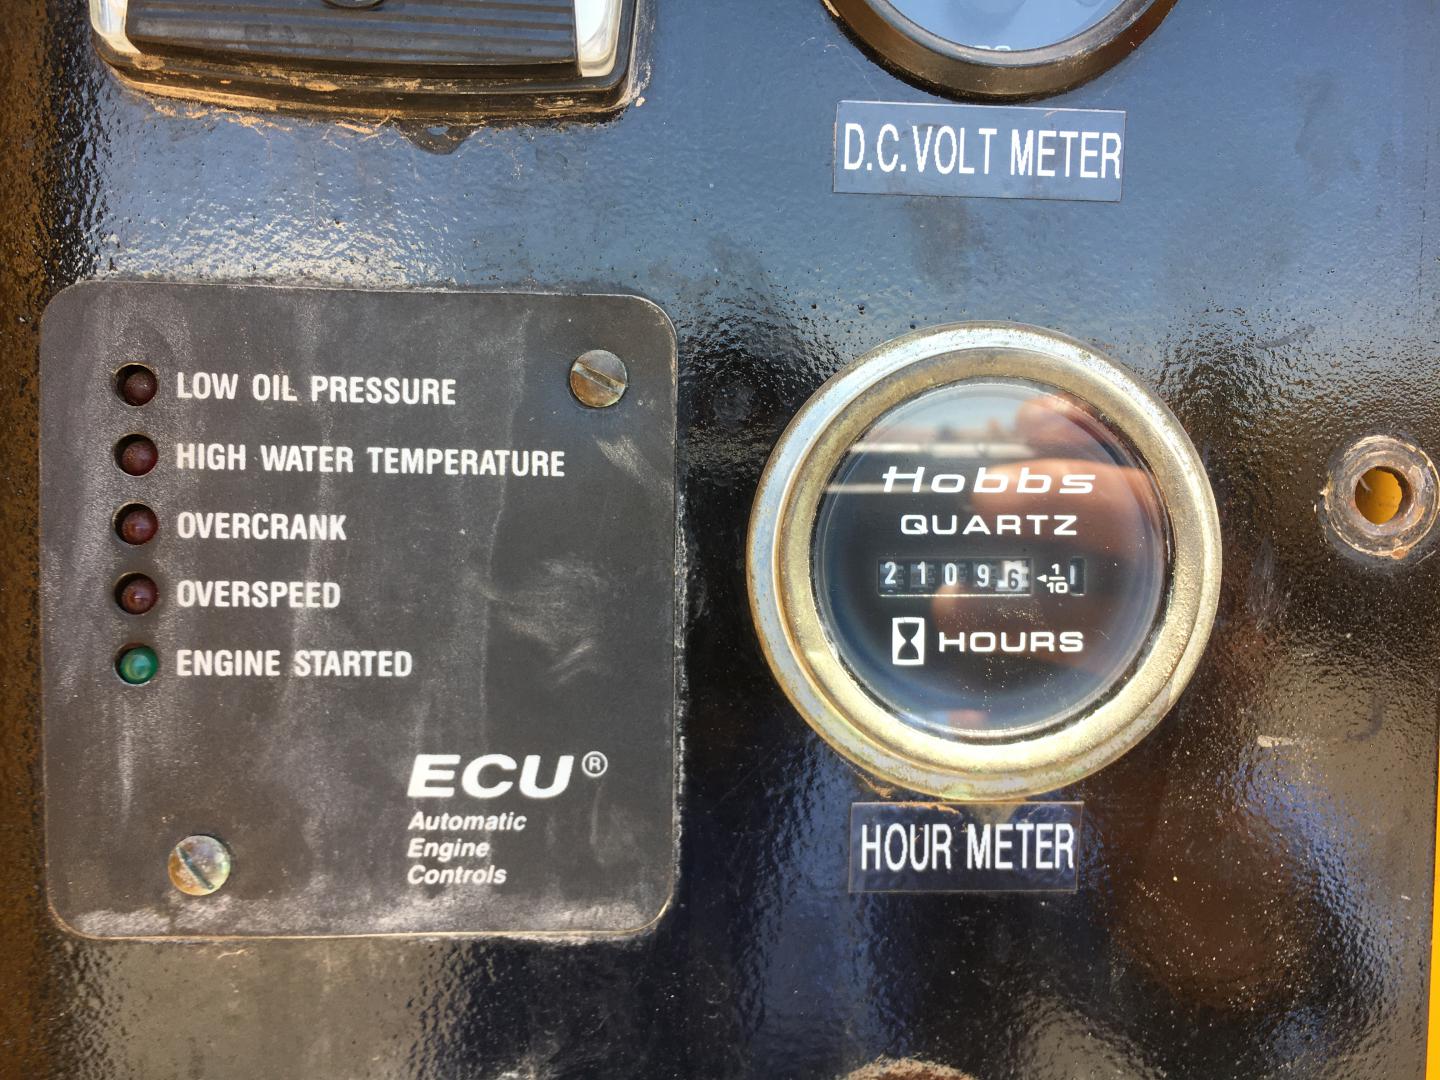 D.C.VOLT METER
LOW OIL PRESSURE
HIGH WATER TEMPERATURE
OVERCRANK
OVERSPEED
ENGINE STARTED
ECU®
Automatic
Engine
Controls
Hobbs
QUARTZ
21096 1/10
HOURS
HOUR METER